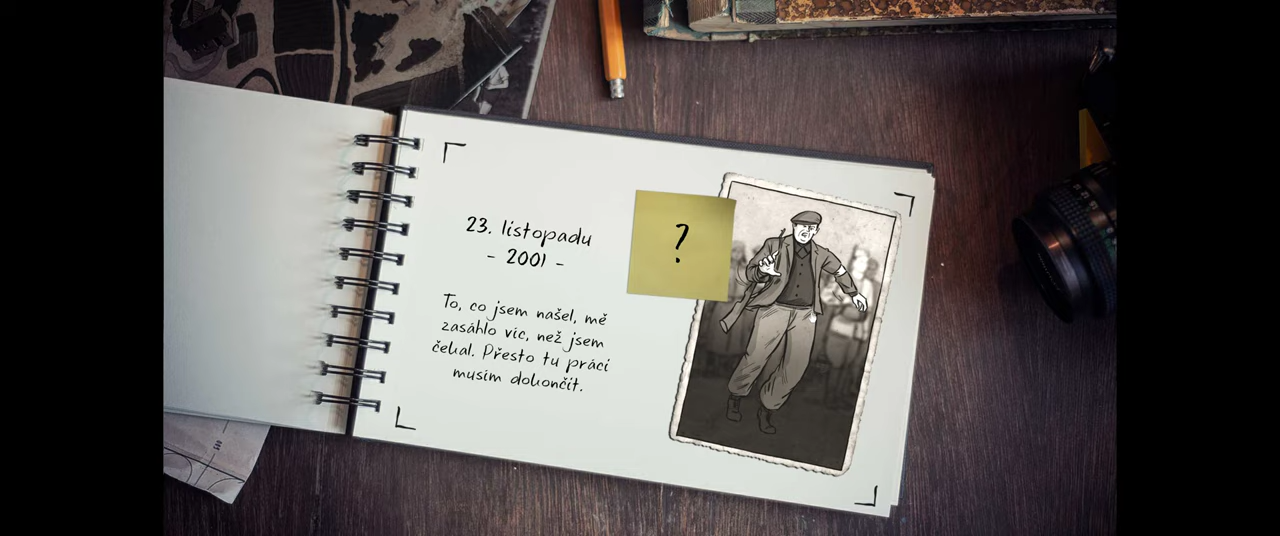 23. listopadu
- 2001 -
To, co jsem našel, mě
zasáhlo víc, než jsem
čekal. Přesto tu práci
musím dokončit.
?